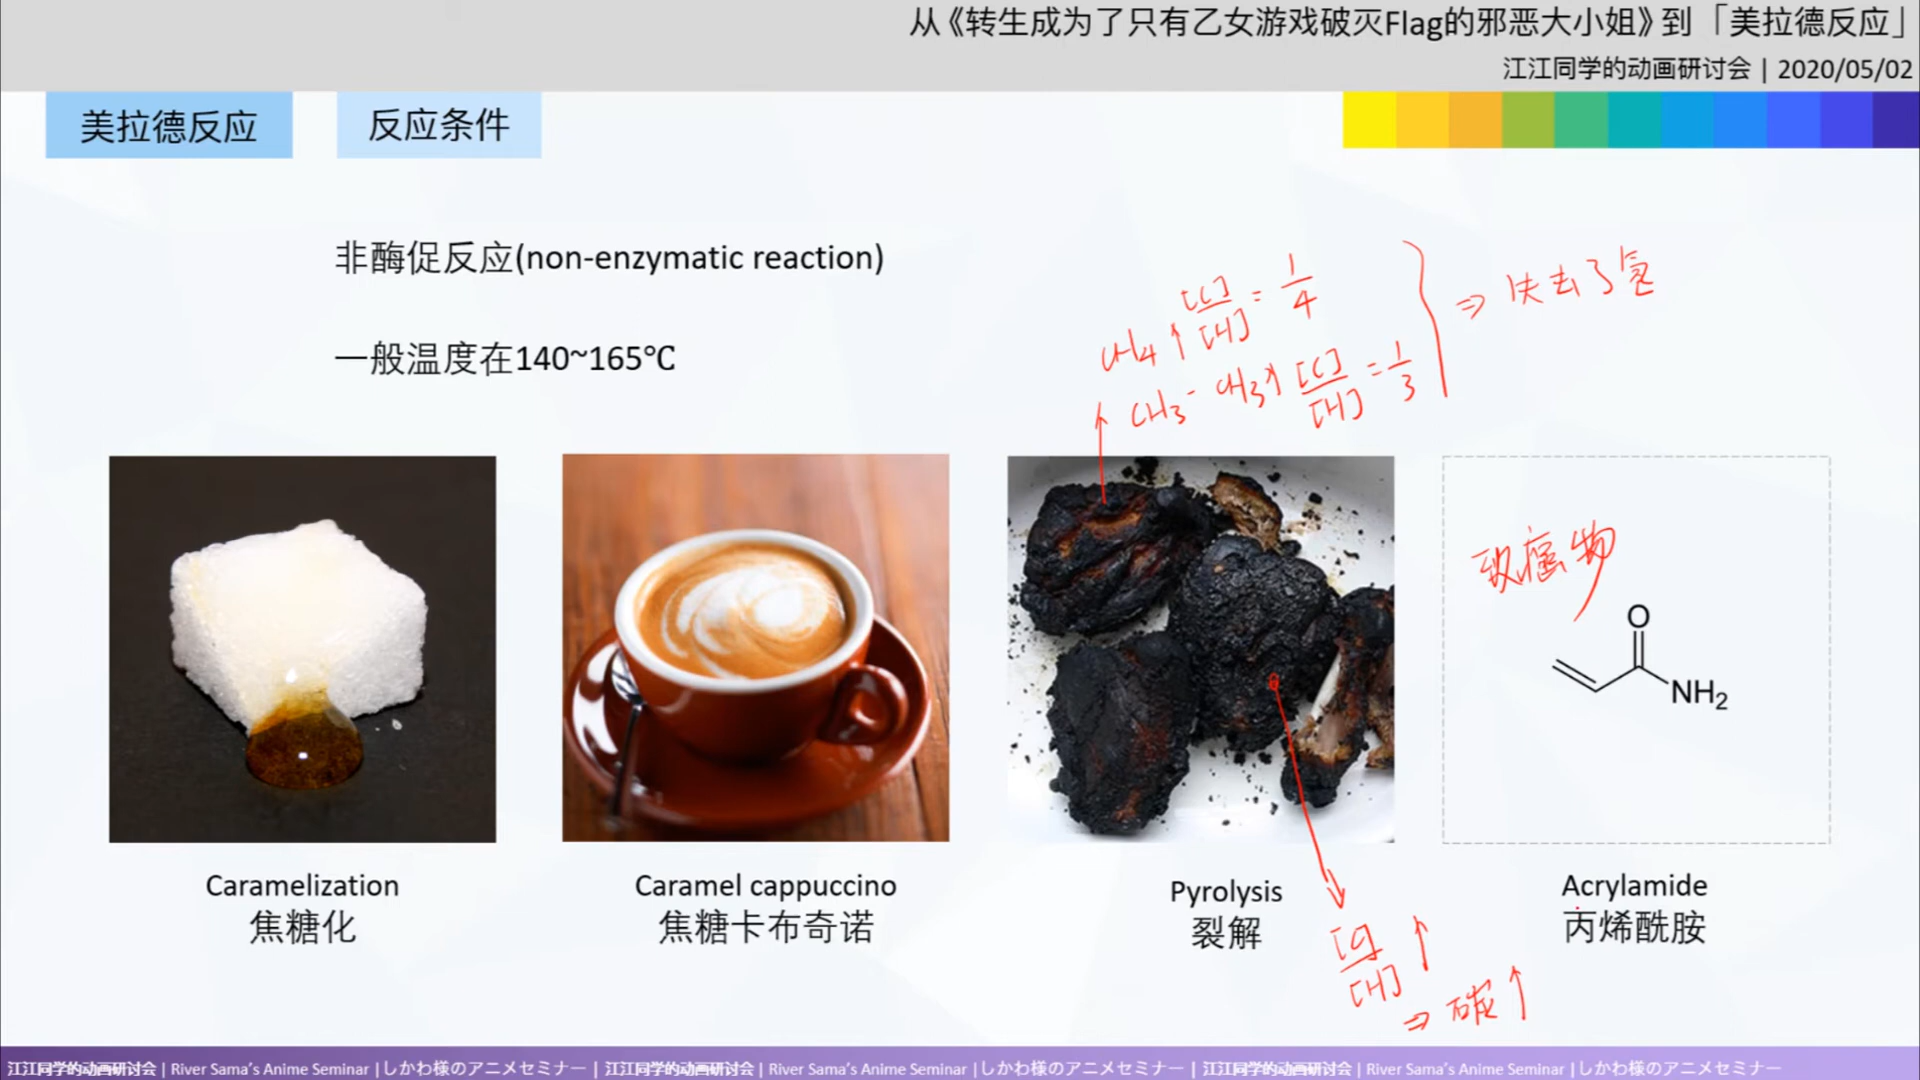 从《转生成为了只有乙女游戏破灭Flag的邪恶大小姐》到「美拉德反应」
江江同学的动画研讨会 | 2020/05/02
美拉德反应
反应条件
非酶促反应(non-enzymatic reaction)
一般温度在140~165℃
CH4↑ [C]/[H] = 1/4
CH3-CH3↑ [C]/[H] = 1/3
⇒ 失去了氢
致癌物
O
NH2
Caramelization
焦糖化
Caramel cappuccino
焦糖卡布奇诺
Pyrolysis
裂解
Acrylamide
丙烯酰胺
[C]/[H] ↑
⇒ 碳↑
江江同学的动画研讨会 | River Sama's Anime Seminar |しかわ様のアニメセミナー | 江江同学的动画研讨会 | River Sama's Anime Seminar |しかわ様のアニメセミナー | 江江同学的动画研讨会 | River Sama's Anime Seminar |しかわ様のアニメセミナー